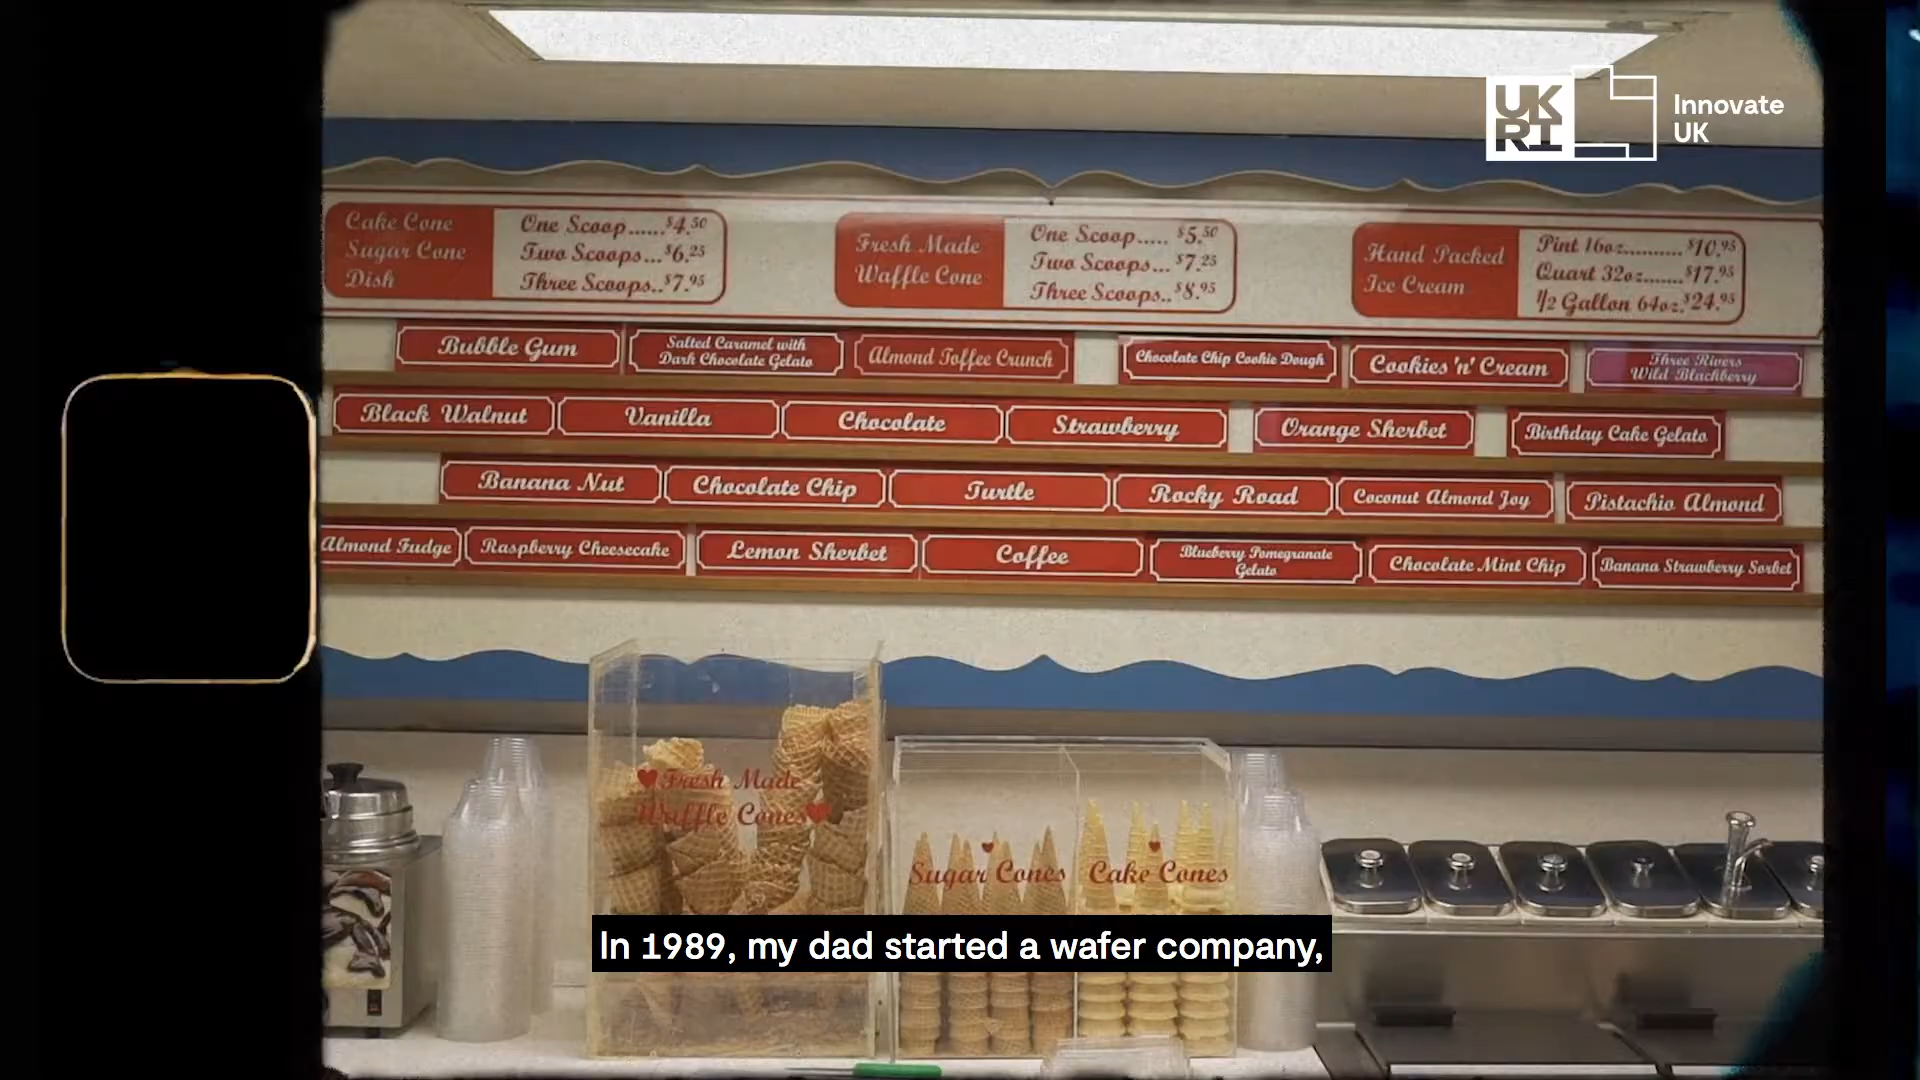 UK
RI
Innovate
UK
Cake Cone
Sugar Cone
Dish
One Scoop......$4.50
Two Scoops...$6.25
Three Scoops..$7.95
Fresh Made
Waffle Cone
One Scoop..... $5.50
Two Scoops... $7.25
Three Scoops..$8.95
Hand Packed
Ice Cream
Pint 16oz..........$10.95
Quart 32oz.......$17.95
½ Gallon 64oz.$24.95
Bubble Gum
Salted Caramel with
Dark Chocolate Gelato
Almond Toffee Crunch
Chocolate Chip Cookie Dough
Cookies 'n' Cream
Three Rivers
Wild Blackberry
Black Walnut
Vanilla
Chocolate
Strawberry
Orange Sherbet
Birthday Cake Gelato
Banana Nut
Chocolate Chip
Turtle
Rocky Road
Coconut Almond Joy
Pistachio Almond
Almond Fudge
Raspberry Cheesecake
Lemon Sherbet
Coffee
Blueberry Pomegranate
Gelato
Chocolate Mint Chip
Banana Strawberry Sorbet
Fresh Made
Waffle Cones
Sugar Cones
Cake Cones
In 1989, my dad started a wafer company,